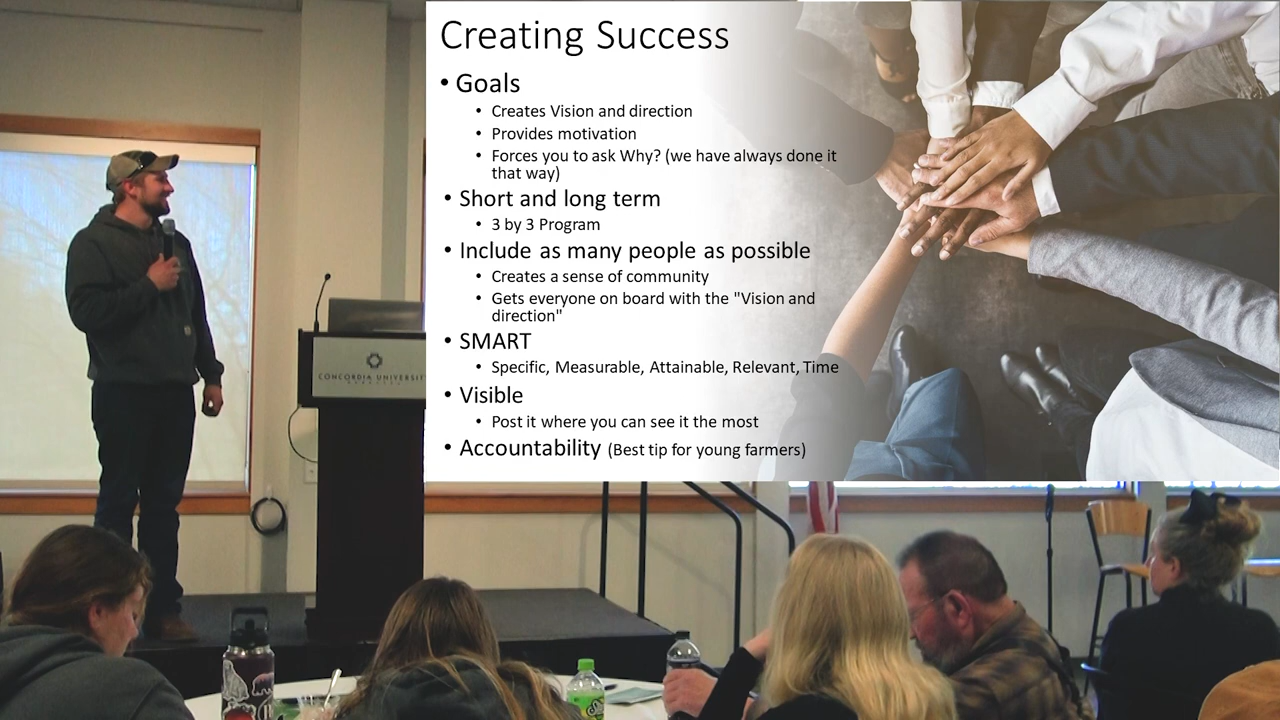 Creating Success
• Goals
• Creates Vision and direction
• Provides motivation
• Forces you to ask Why? (we have always done it
that way)
• Short and long term
• 3 by 3 Program
• Include as many people as possible
• Creates a sense of community
• Gets everyone on board with the "Vision and
direction"
• SMART
• Specific, Measurable, Attainable, Relevant, Time
• Visible
• Post it where you can see it the most
• Accountability (Best tip for young farmers)
CONCORDIA UNIVERSITY